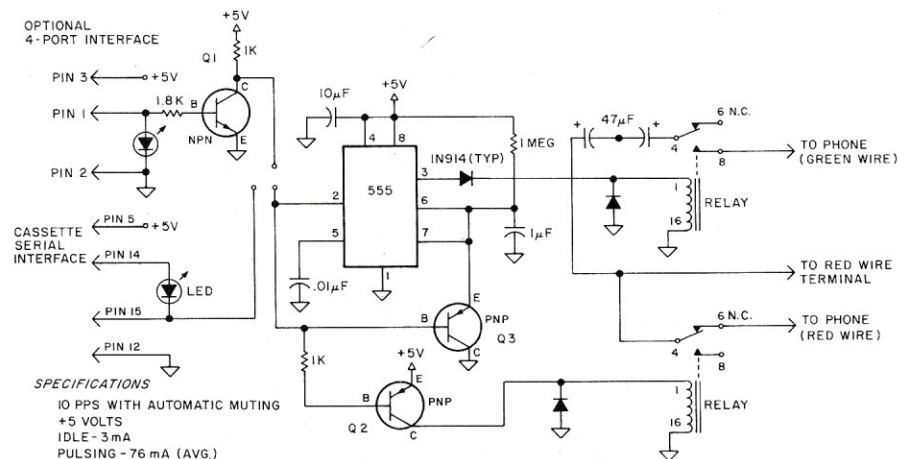 OPTIONAL
4-PORT INTERFACE
PIN 3
+5V
PIN 1
1.8K
B
Q1
C
E
NPN
+5V
1K
PIN 2
CASSETTE
SERIAL
INTERFACE
PIN 5
+5V
PIN 14
LED
PIN 15
PIN 12
10µF
+5V
4
8
555
2
3
5
6
7
1
1N914 (TYP)
1 MEG
1µF
.01µF
B
E
PNP
C
Q3
1K
+5V
E
B
PNP
Q2
C
+
47µF
+
6 N.C.
4
8
TO PHONE
(GREEN WIRE)
1
16
RELAY
TO RED WIRE
TERMINAL
6 N.C.
4
8
TO PHONE
(RED WIRE)
1
16
RELAY
SPECIFICATIONS
10 PPS WITH AUTOMATIC MUTING
+5 VOLTS
IDLE - 3mA
PULSING - 76 mA (AVG.)